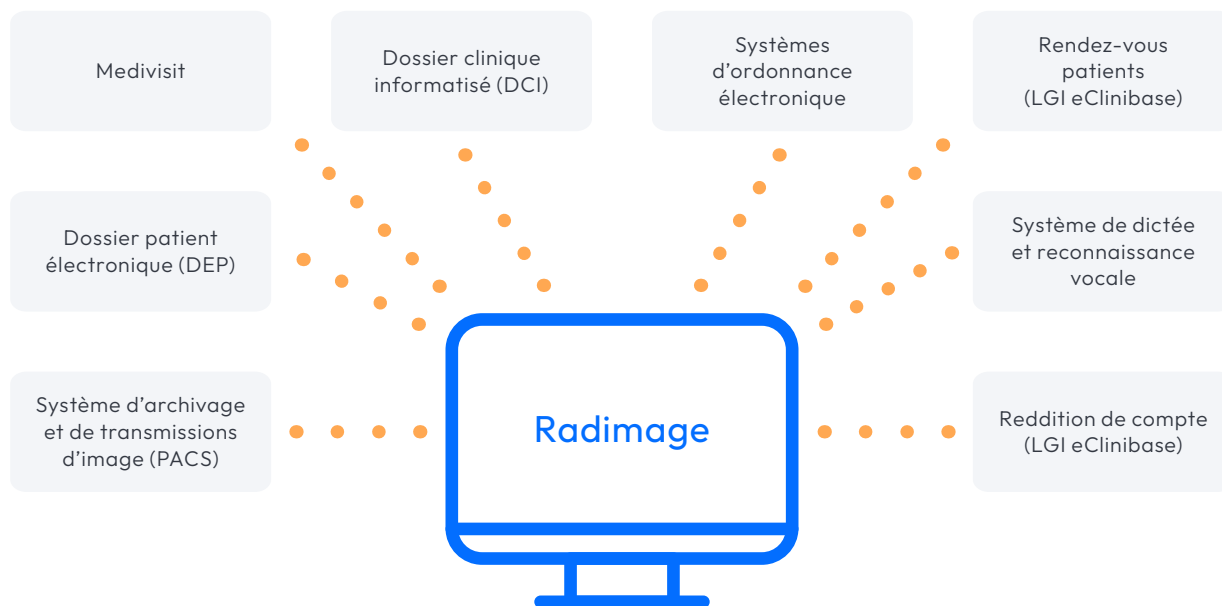 Medivisit
Dossier clinique
informatisé (DCI)
Systèmes
d’ordonnance
électronique
Rendez-vous
patients
(LGI eClinibase)
Dossier patient
électronique (DEP)
Système de dictée
et reconnaissance
vocale
Système d’archivage
et de transmissions
d’image (PACS)
Radimage
Reddition de compte
(LGI eClinibase)